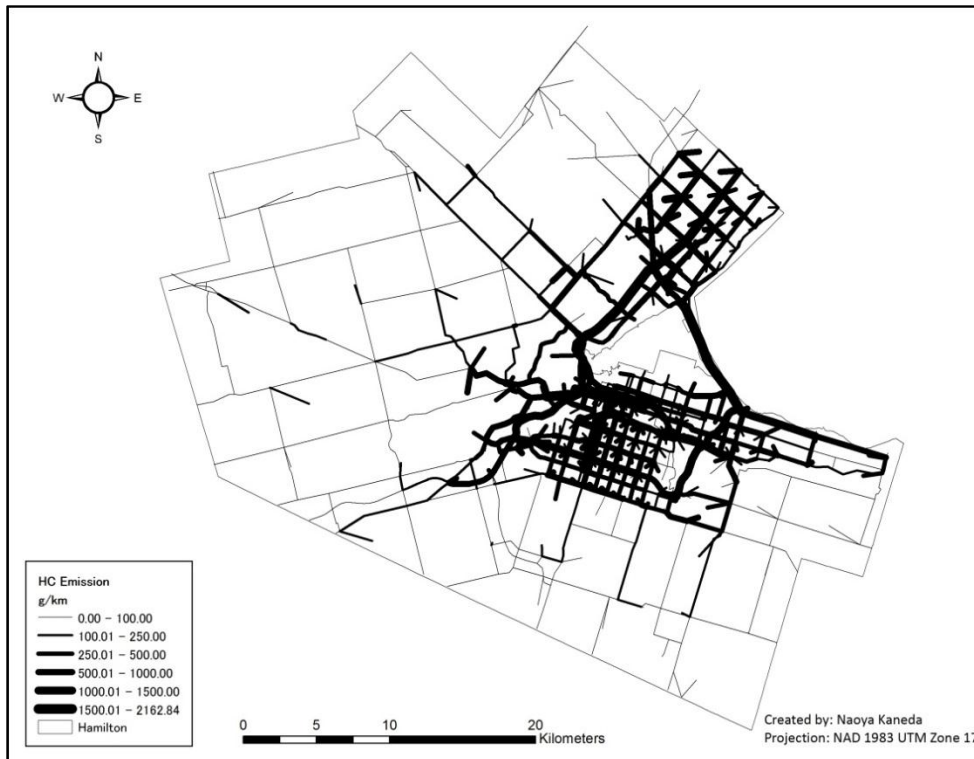 N
W E
S
HC Emission
g/km
0.00 - 100.00
100.01 - 250.00
250.01 - 500.00
500.01 - 1000.00
1000.01 - 1500.00
1500.01 - 2162.84
Hamilton
0 5 10 20
Kilometers
Created by: Naoya Kaneda
Projection: NAD 1983 UTM Zone 17